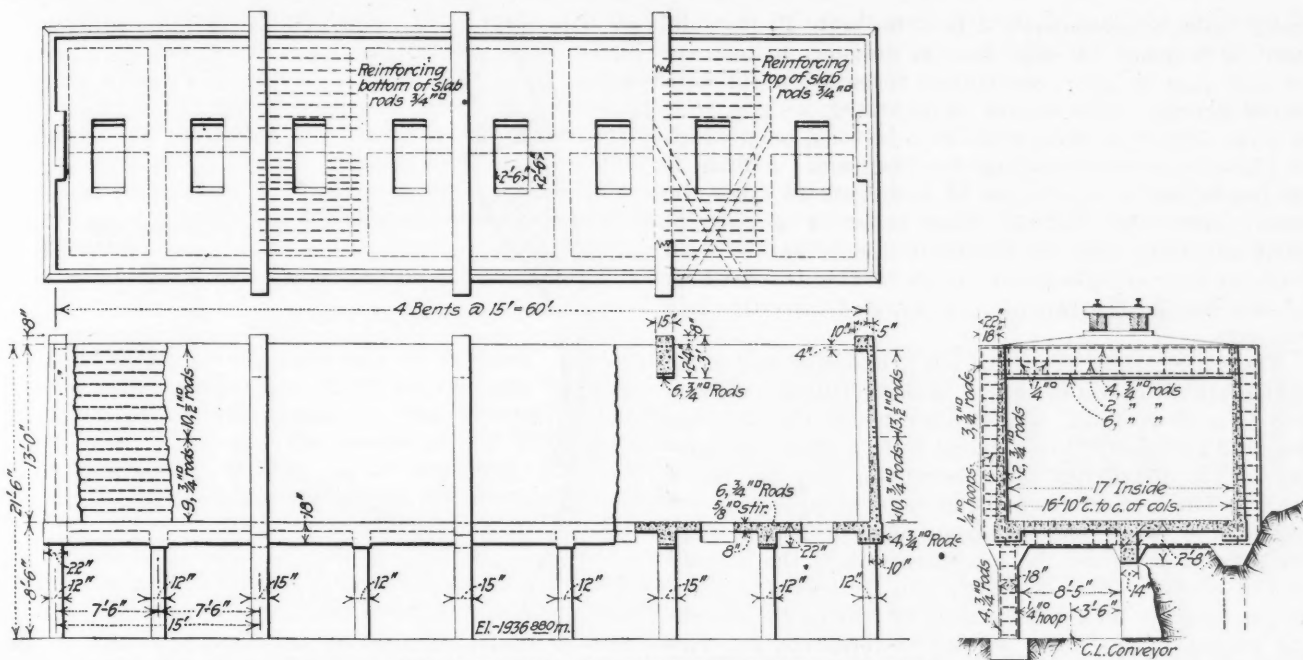 Reinforcing
bottom of slab
rods 3/4"□
Reinforcing
top of slab
rods 3/4"□
2'-6"
2'-6"
4 Bents @ 15' = 60'
8"
13'-0"
21'-6"
8'-6"
9, 3/4"□ rods
10, 1/2"□ rods
18"
15"
8"
2'-4"
3'
6, 3/4"□ Rods
10"
5"
4"
10, 3/4"□ rods
13, 1/2"□ rods
6, 3/4"□ Rods
5/8"□ stir.
8"
22"
4, 3/4"□ Rods
10"
22"
12"
12"
15"
12"
15"
12"
15"
12"
12"
7'-6"
7'-6"
15'
El.-1936 880 m.
22"
18"
3, 3/4"□ rods
2, 3/4"□ rods
1/4"□ hoops.
4, 3/4"□ rods
1/4"□
4, 3/4"□ rods
2, " "
6, " "
17' Inside
16'-10" c. to c. of cols.
2'-8"
18"
8'-5"
14"
1/4"□ hoop
3'-6"
C.L. Conveyor